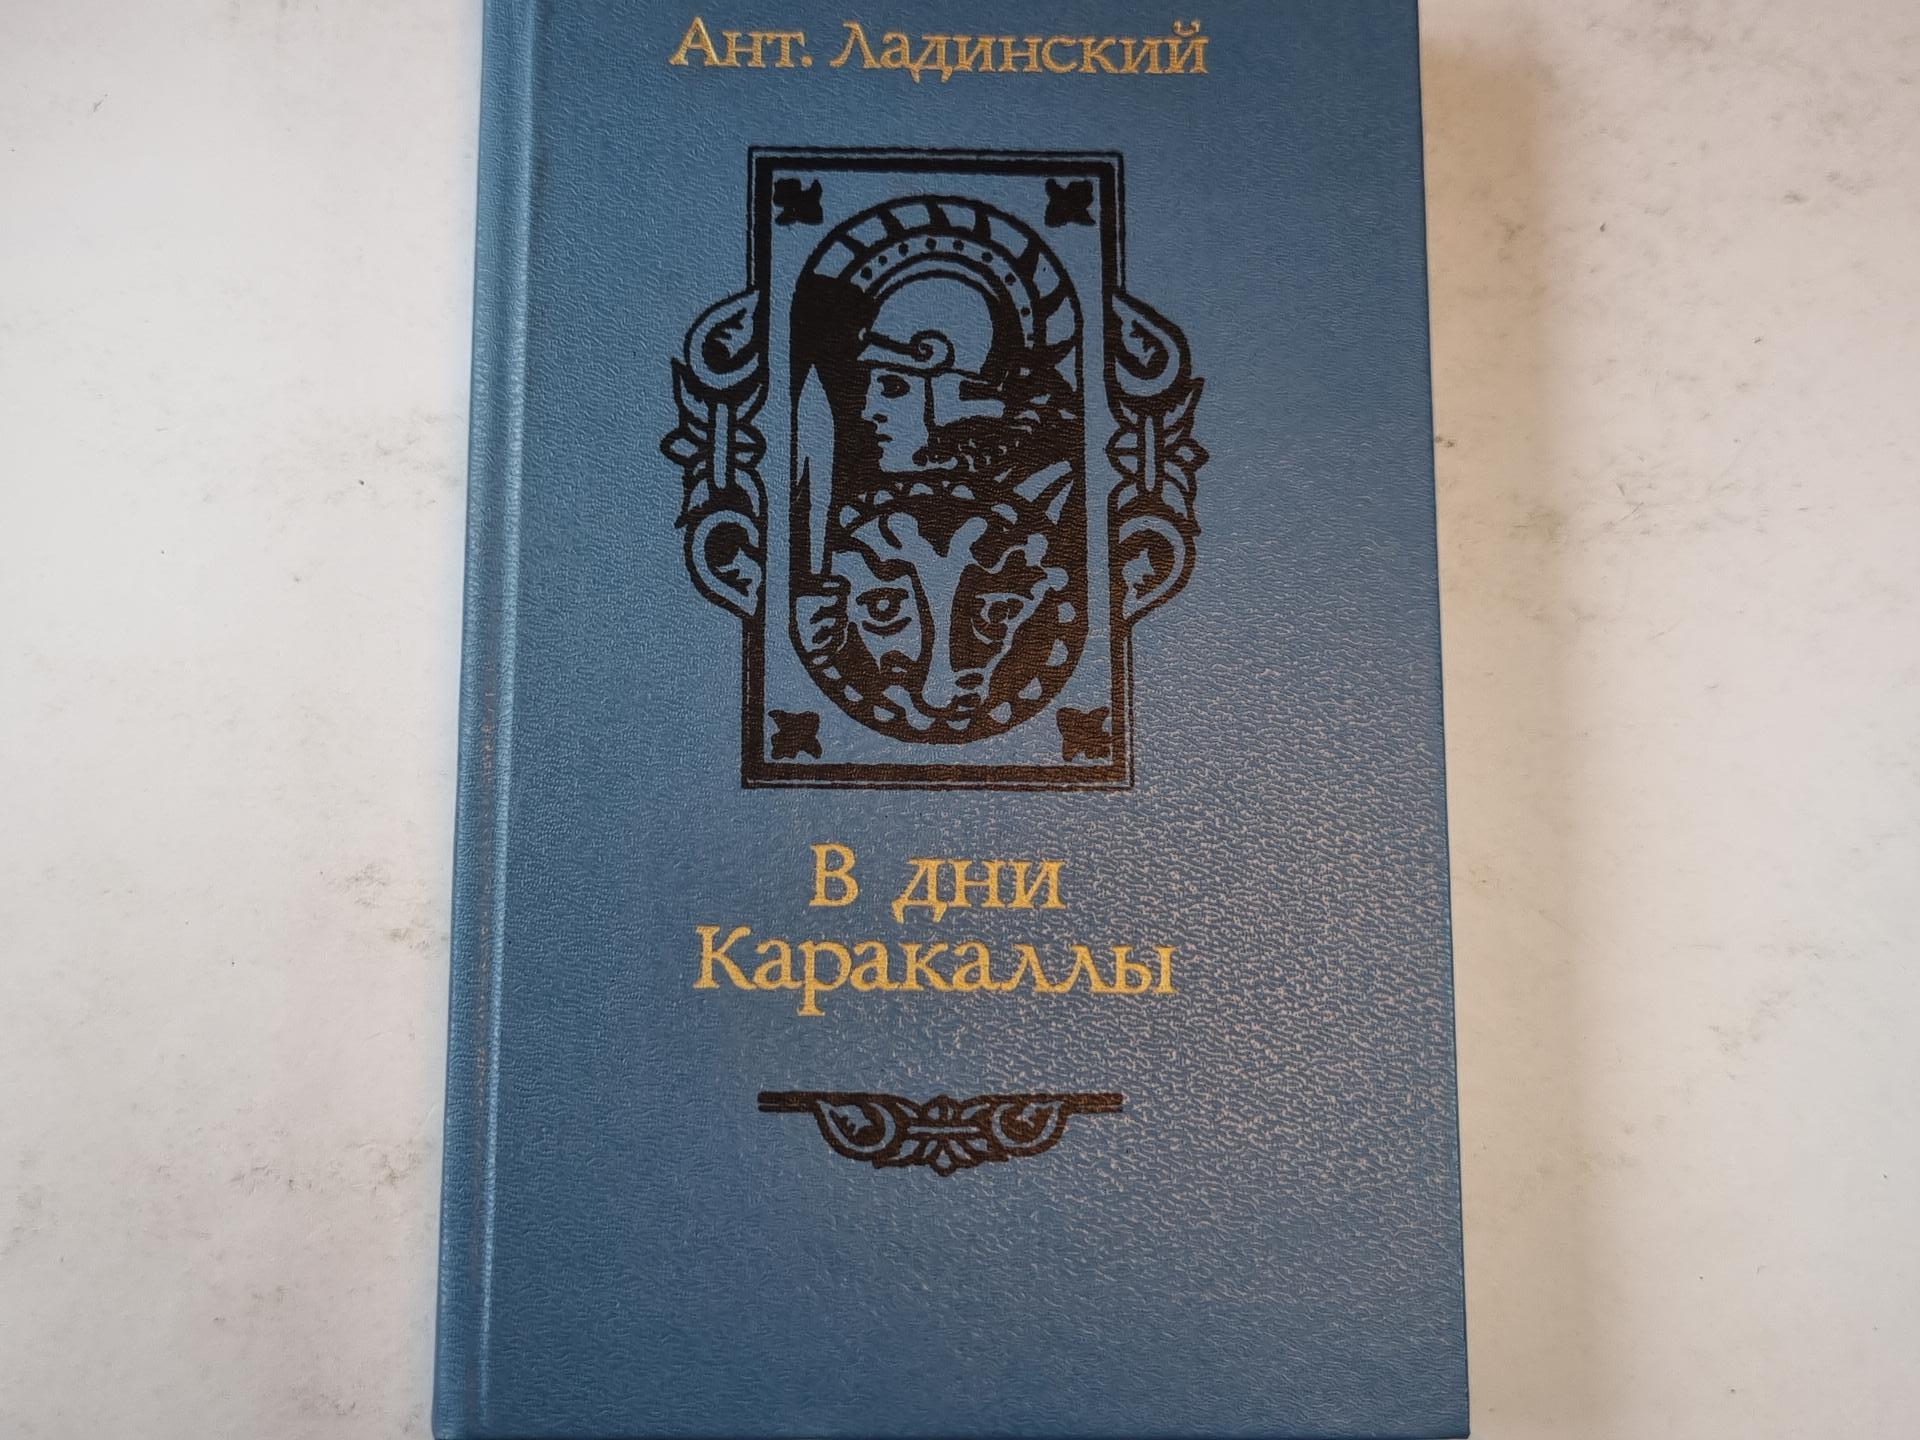 Ант. Ладинский
В дни
Каракаллы